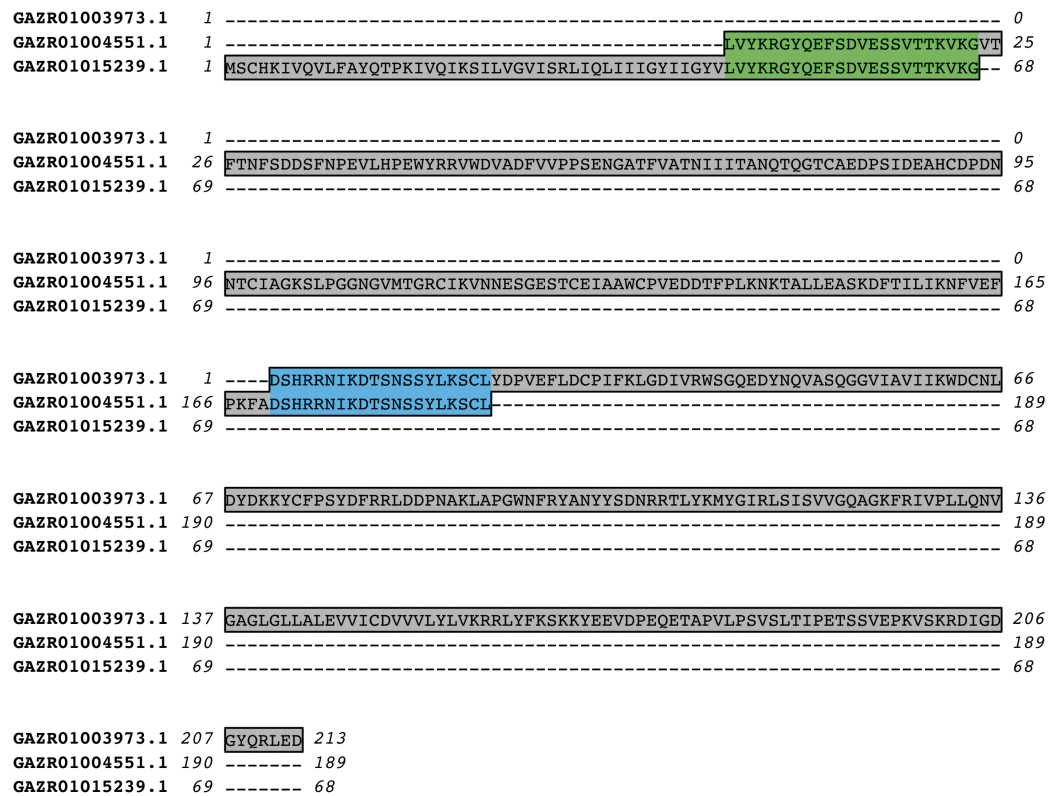 GAZR01003973.1 1 ---------------------------------------------------------------------- 0
GAZR01004551.1 1 ---------------------------------------------LVYKRGYQEFSDVESSVTTKVKGVT 25
GAZR01015239.1 1 MSCHKIVQVLFAYQTPKIVQIKSILVGVISRLIQLIIIGYIIGYVLVYKRGYQEFSDVESSVTTKVKG-- 68
GAZR01003973.1 1 ---------------------------------------------------------------------- 0
GAZR01004551.1 26 FTNFSDDSFNPEVLHPEWYRRVWDVADFVVPPSENGATFVATNIIITANQTQGTCAEDPSIDEAHCDPDN 95
GAZR01015239.1 69 ---------------------------------------------------------------------- 68
GAZR01003973.1 1 ---------------------------------------------------------------------- 0
GAZR01004551.1 96 NTCIAGKSLPGGNGVMTGRCIKVNNESGESTCEIAAWCPVEDDTFPLKNKTALLEASKDFTILIKNFVEF 165
GAZR01015239.1 69 ---------------------------------------------------------------------- 68
GAZR01003973.1 1 ----DSHRRNIKDTSNSSYLKSCLYDPVEFLDCPIFKLGDIVRWSGQEDYNQVASQGGVIAVIIKWDCNL 66
GAZR01004551.1 166 PKFADSHRRNIKDTSNSSYLKSCL---------------------------------------------- 189
GAZR01015239.1 69 ---------------------------------------------------------------------- 68
GAZR01003973.1 67 DYDKKYCFPSYDFRRLDDPNAKLAPGWNFRYANYYSDNRRTLYKMYGIRLSISVVGQAGKFRIVPLLQNV 136
GAZR01004551.1 190 ---------------------------------------------------------------------- 189
GAZR01015239.1 69 ---------------------------------------------------------------------- 68
GAZR01003973.1 137 GAGLGLLALEVVICDVVVLYLVKRRLYFKSKKYEEVDPEQETAPVLPSVSLTIPETSSVEPKVSKRDIGD 206
GAZR01004551.1 190 ---------------------------------------------------------------------- 189
GAZR01015239.1 69 ---------------------------------------------------------------------- 68
GAZR01003973.1 207 GYQRLED 213
GAZR01004551.1 190 ------- 189
GAZR01015239.1 69 ------- 68